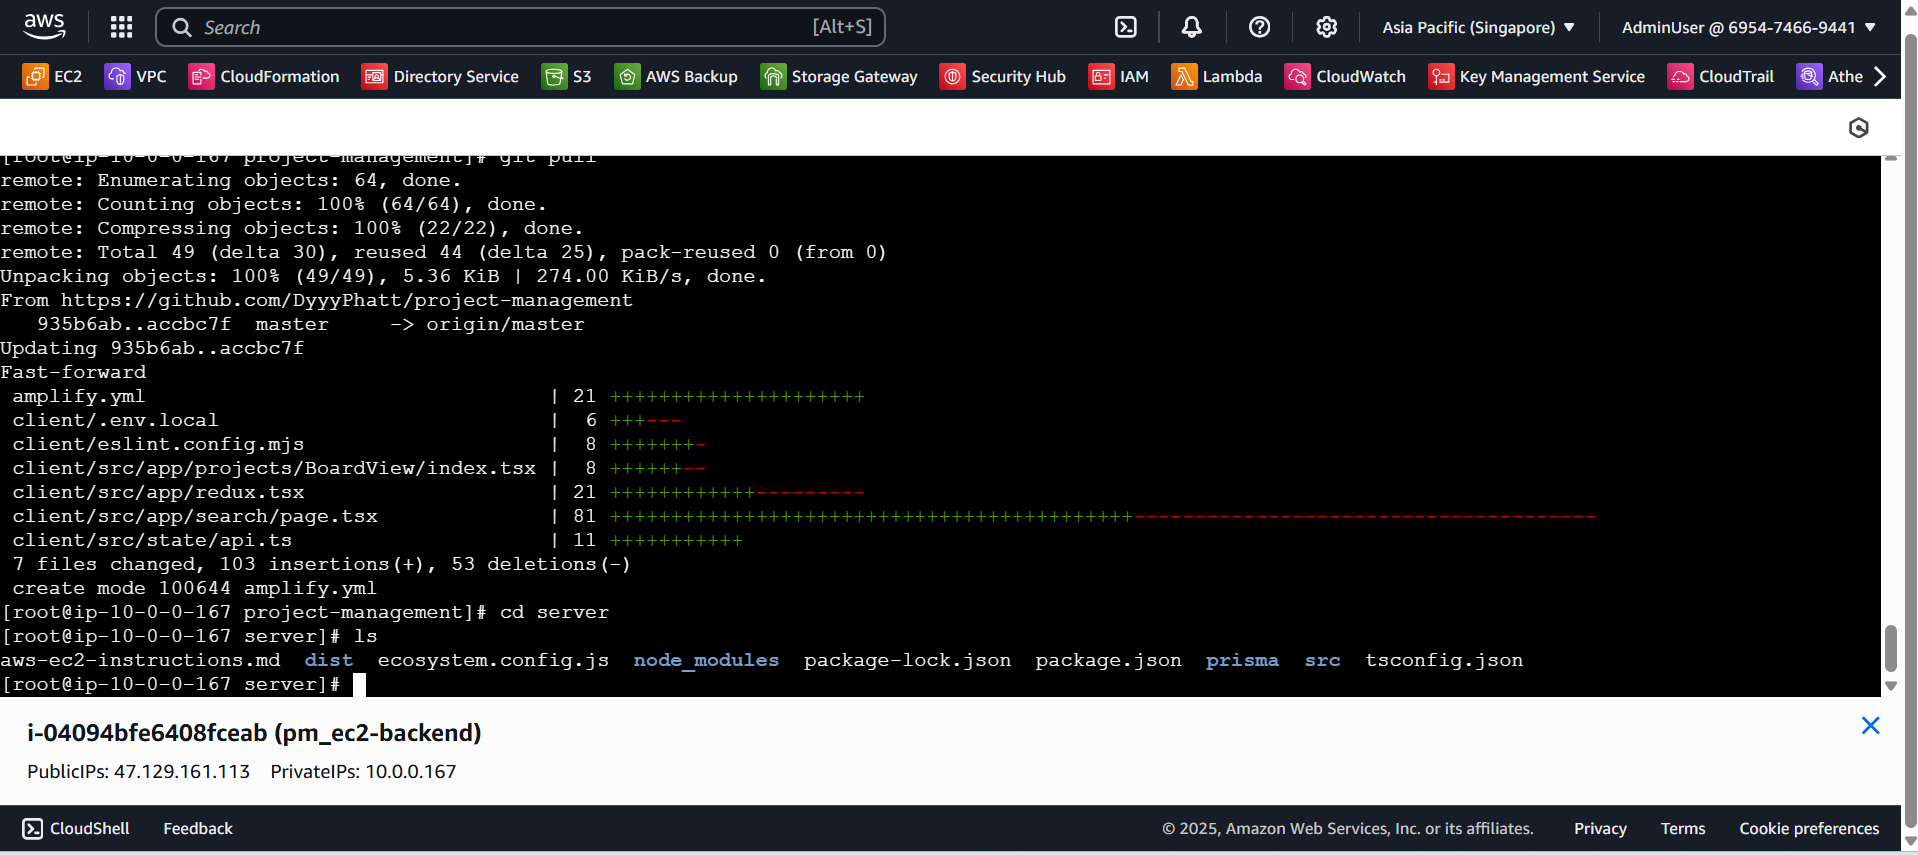 aws
Search [Alt+S]
Asia Pacific (Singapore)
AdminUser @ 6954-7466-9441
EC2 VPC CloudFormation Directory Service S3 AWS Backup Storage Gateway Security Hub IAM Lambda CloudWatch Key Management Service CloudTrail Athe
[root@ip-10-0-0-167 project-management]# git pull
remote: Enumerating objects: 64, done.
remote: Counting objects: 100% (64/64), done.
remote: Compressing objects: 100% (22/22), done.
remote: Total 49 (delta 30), reused 44 (delta 25), pack-reused 0 (from 0)
Unpacking objects: 100% (49/49), 5.36 KiB | 274.00 KiB/s, done.
From https://github.com/DyyyPhatt/project-management
   935b6ab..accbc7f  master     -> origin/master
Updating 935b6ab..accbc7f
Fast-forward
 amplify.yml | 21 +++++++++++++++++++++
 client/.env.local | 6 +++---
 client/eslint.config.mjs | 8 +++++++-
 client/src/app/projects/BoardView/index.tsx | 8 ++++++--
 client/src/app/redux.tsx | 21 ++++++++++++---------
 client/src/app/search/page.tsx | 81 +++++++++++++++++++++++++++++++++++++++++++--------------------------------------
 client/src/state/api.ts | 11 +++++++++++
 7 files changed, 103 insertions(+), 53 deletions(-)
 create mode 100644 amplify.yml
[root@ip-10-0-0-167 project-management]# cd server
[root@ip-10-0-0-167 server]# ls
aws-ec2-instructions.md  dist  ecosystem.config.js  node_modules  package-lock.json  package.json  prisma  src  tsconfig.json
[root@ip-10-0-0-167 server]#
i-04094bfe6408fceab (pm_ec2-backend)
PublicIPs: 47.129.161.113 PrivateIPs: 10.0.0.167
CloudShell Feedback © 2025, Amazon Web Services, Inc. or its affiliates. Privacy Terms Cookie preferences